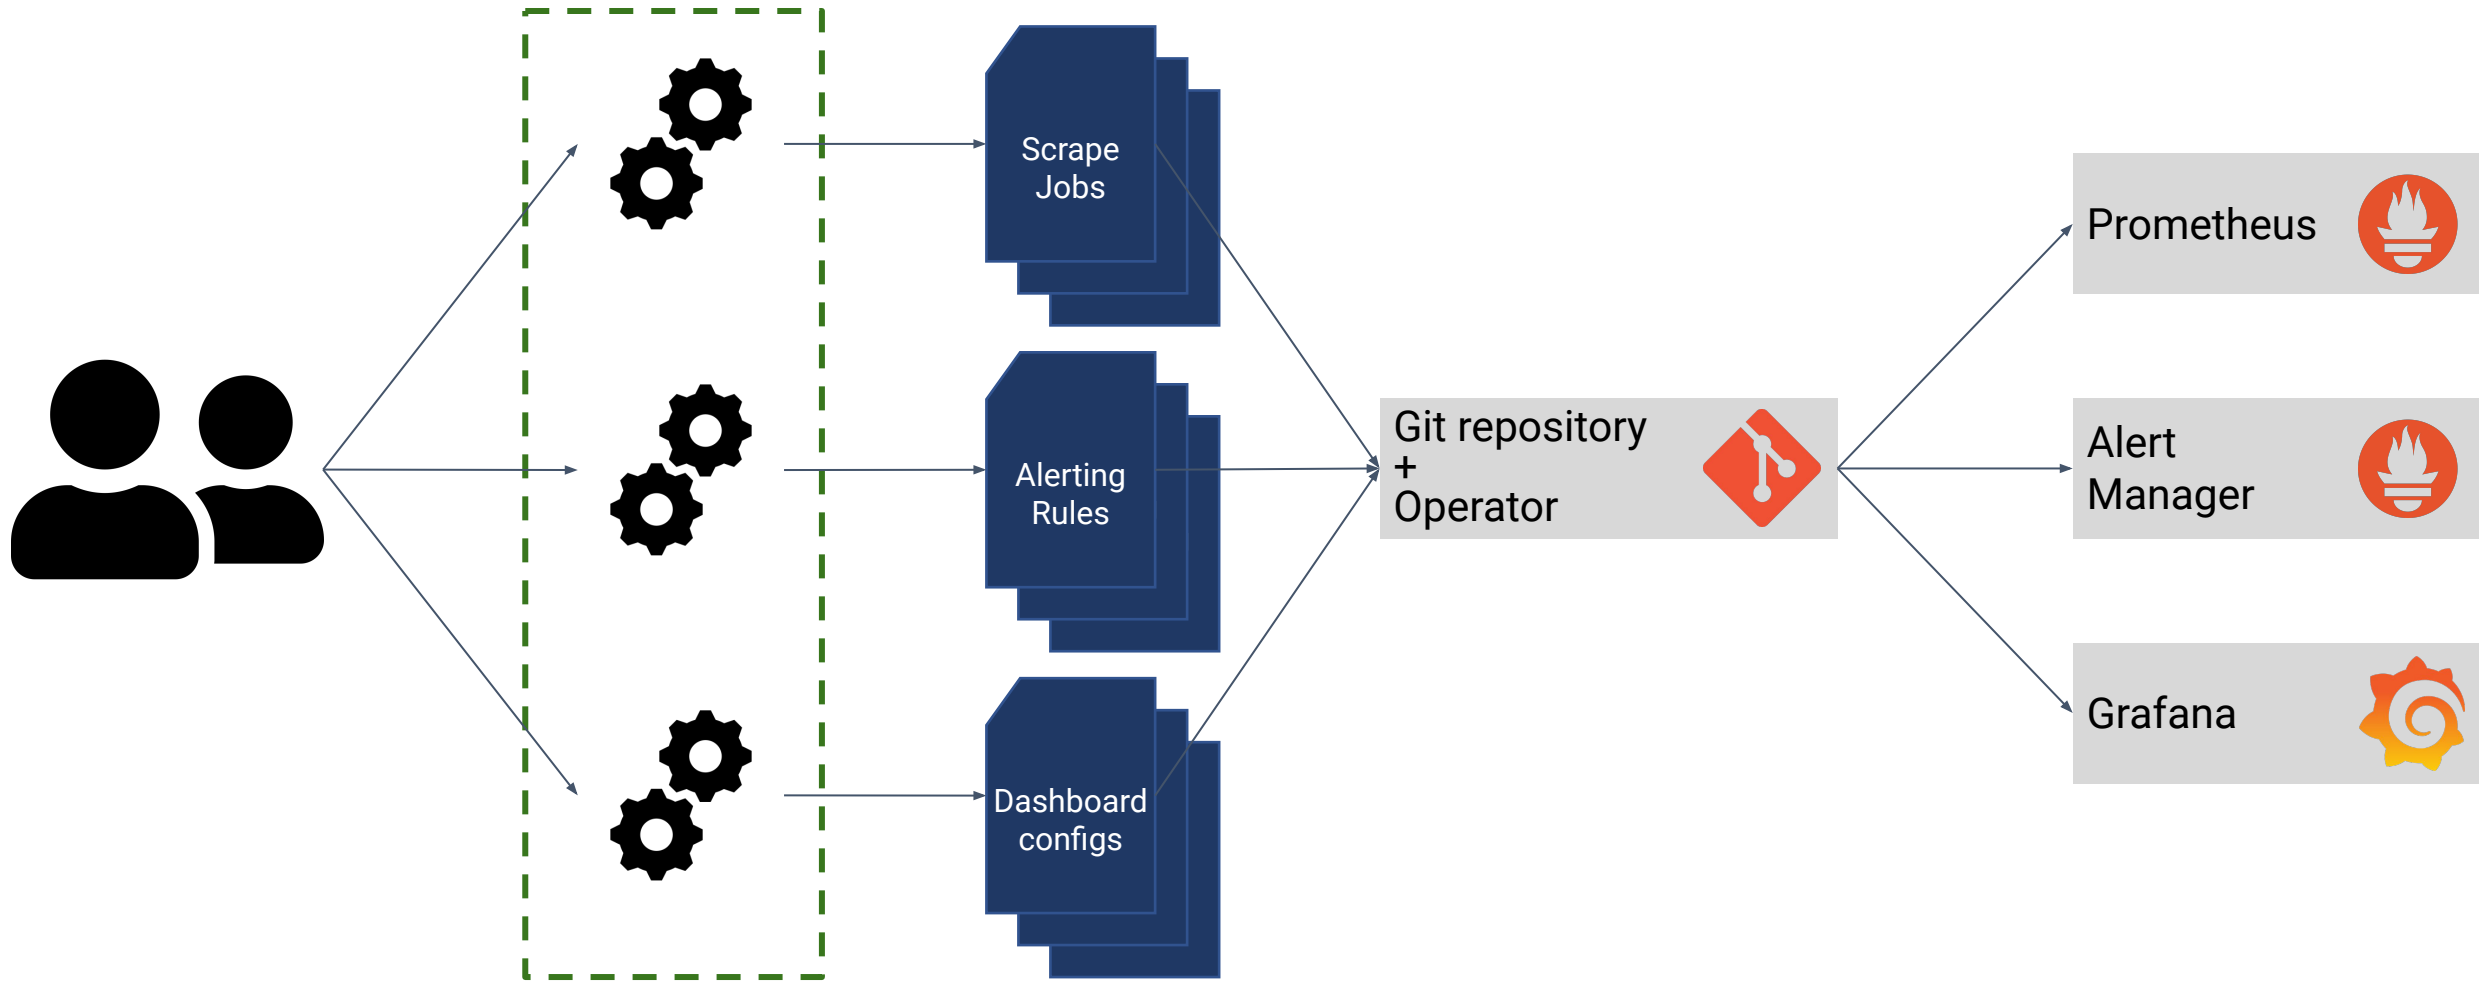 Scrape
Jobs
Alerting
Rules
Dashboard
configs
Git repository
+
Operator
Prometheus
Alert
Manager
Grafana